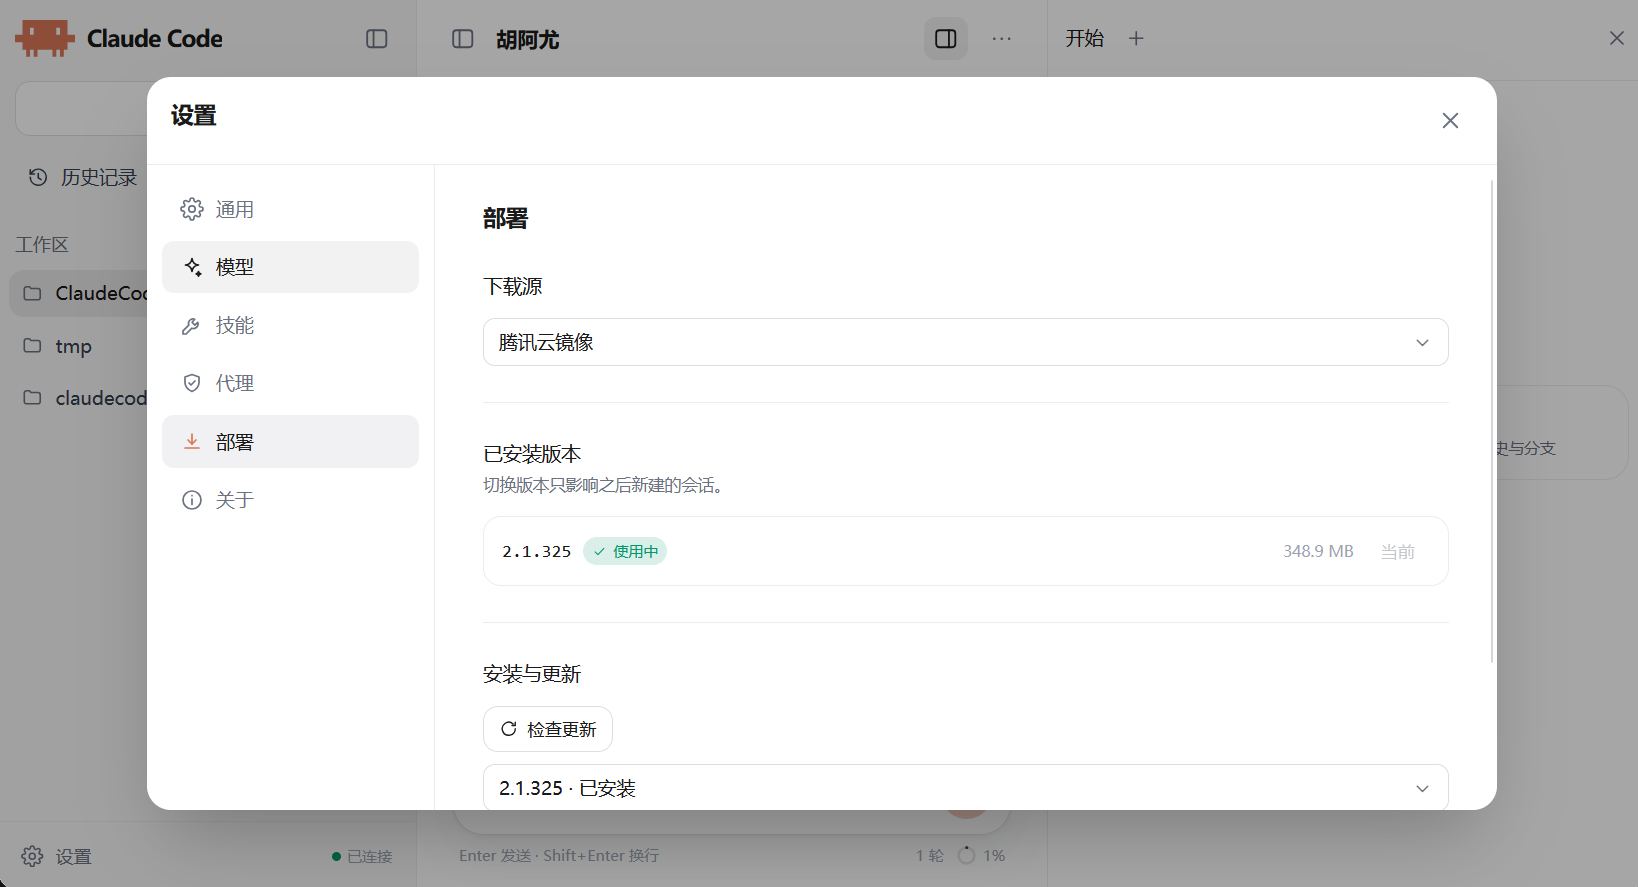 Claude Code
胡阿尤
开始
设置
历史记录
工作区
ClaudeCod
tmp
claudecod
通用
模型
技能
代理
部署
关于
部署
下载源
腾讯云镜像
已安装版本
切换版本只影响之后新建的会话。
2.1.325 使用中 348.9 MB 当前
安装与更新
检查更新
2.1.325 · 已安装
史与分支
设置 已连接
Enter 发送 · Shift+Enter 换行 1 轮 1%